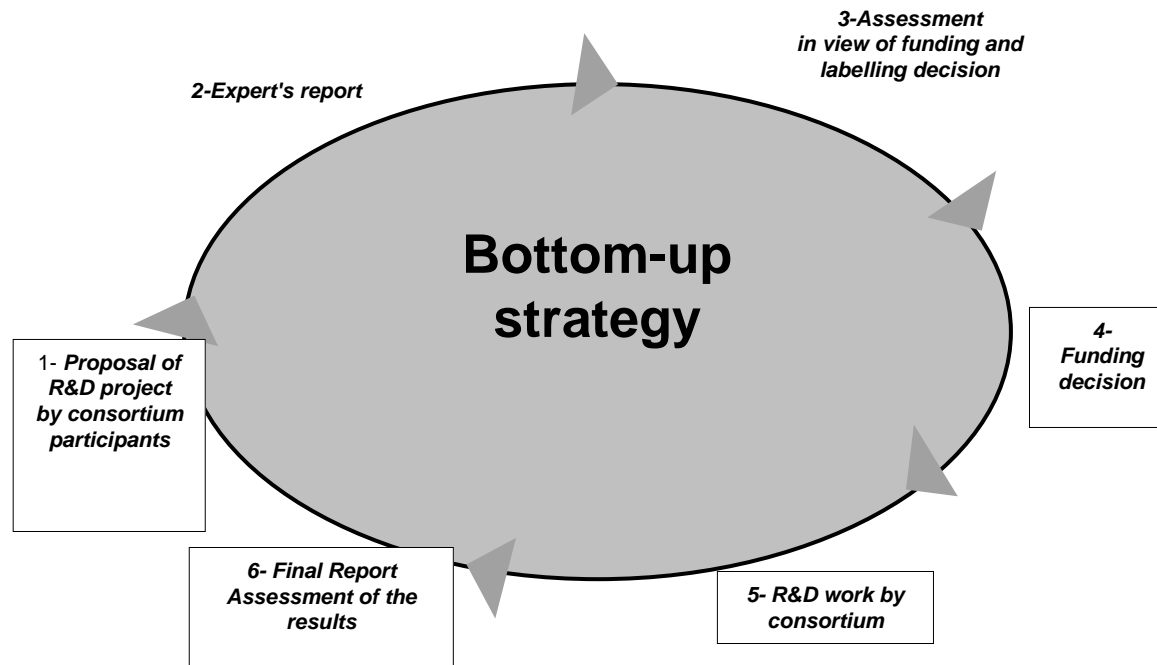 3-Assessment
in view of funding and
labelling decision
2-Expert's report
Bottom-up
strategy
1- Proposal of
R&D project
by consortium
participants
4-
Funding
decision
6- Final Report
Assessment of the
results
5- R&D work by
consortium